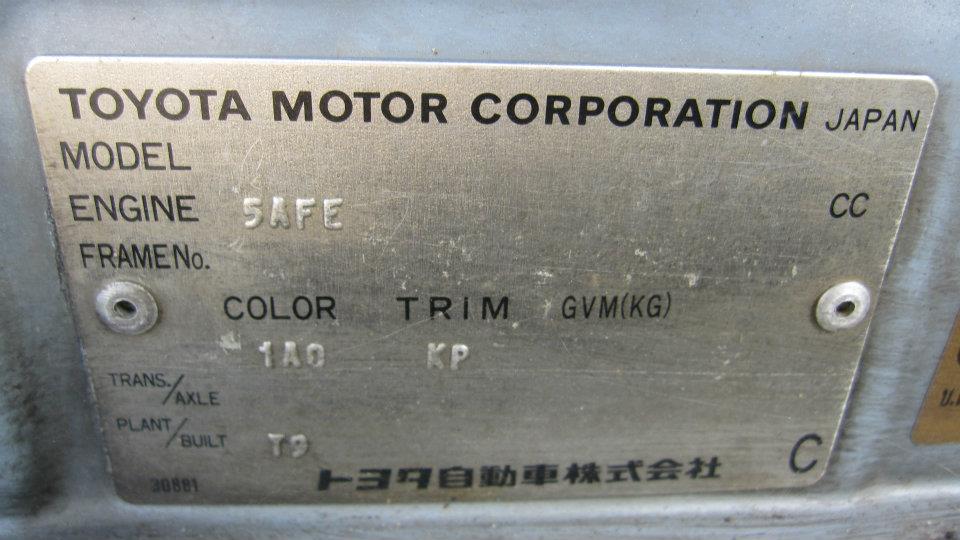 TOYOTA MOTOR CORPORATION JAPAN
MODEL
ENGINE 5AFE CC
FRAME No.
COLOR TRIM GVM(KG)
1A0 KP
TRANS./AXLE
PLANT/BUILT T9
30881 トヨタ自動車株式会社 C